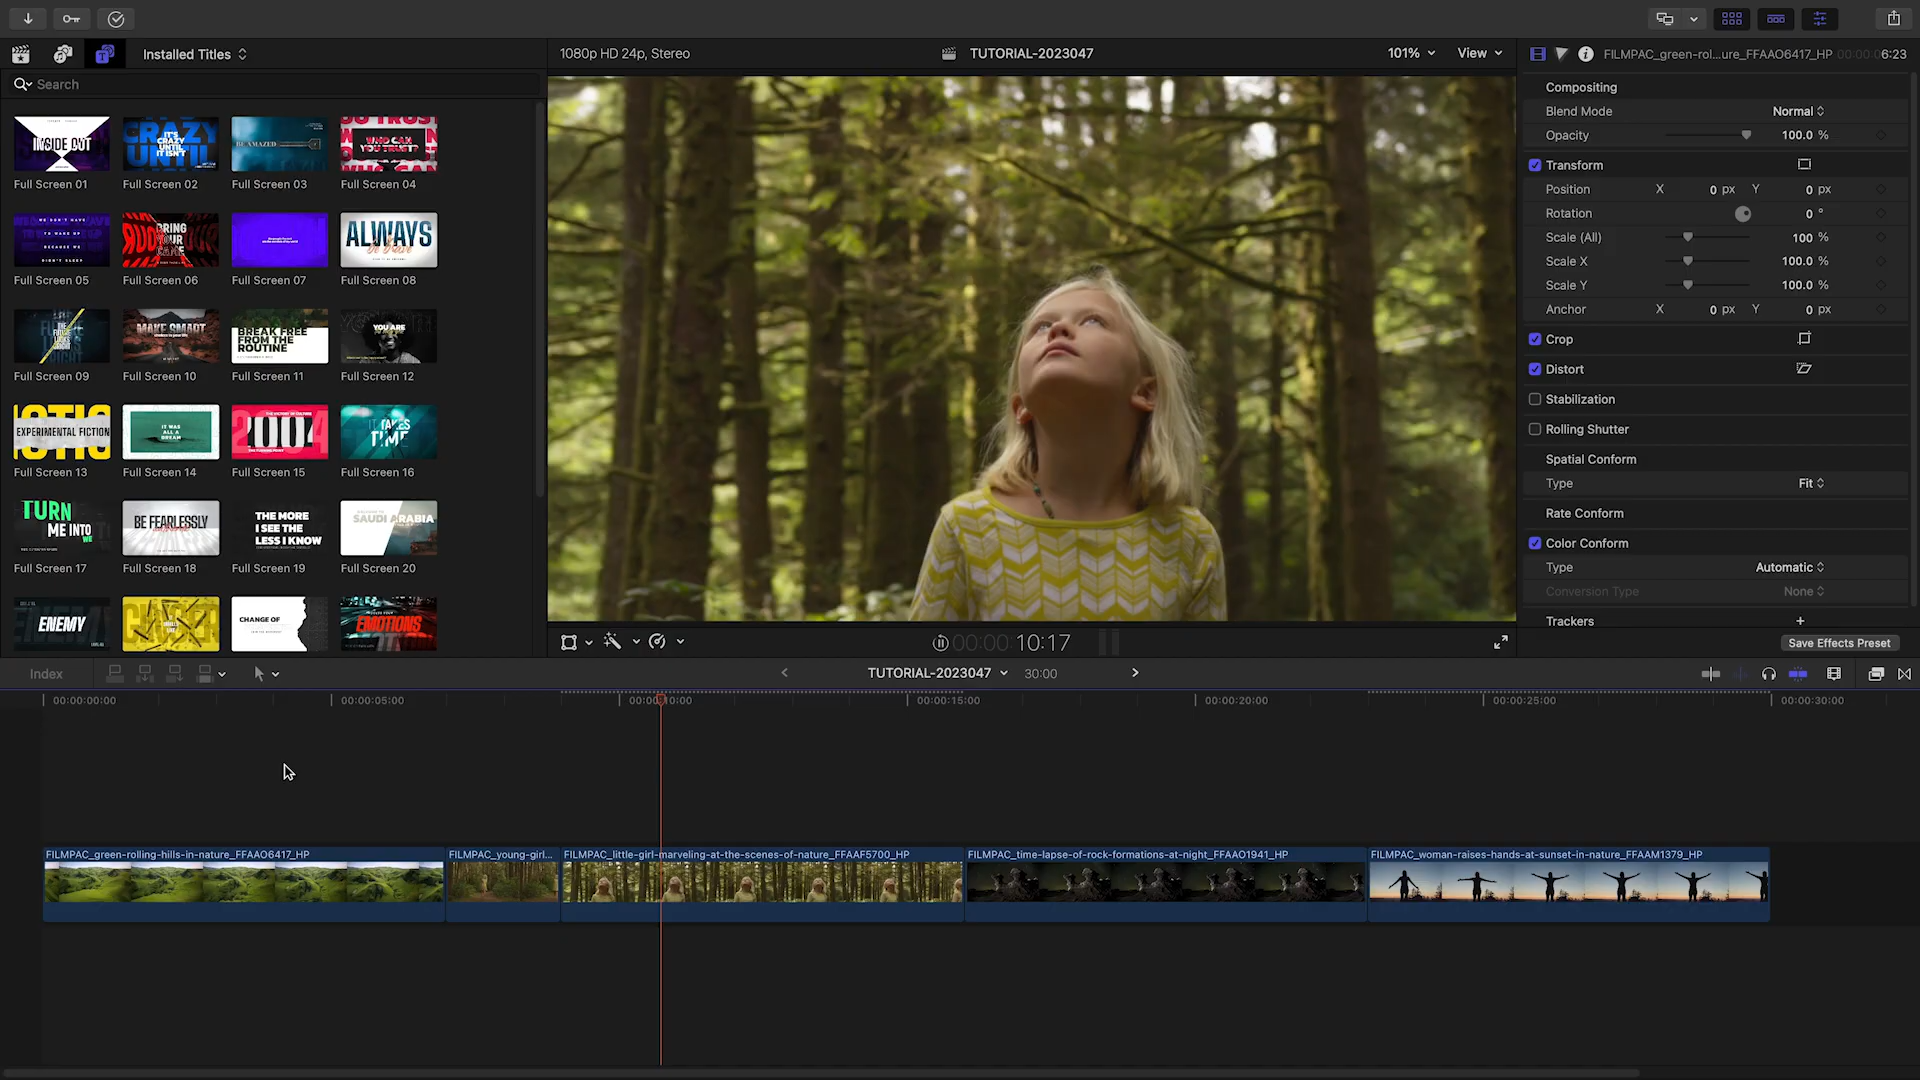 Installed Titles
1080p HD 24p, Stereo
TUTORIAL-2023047
101%
View
FILMPAC_green-rol...ure_FFAAO6417_HP
00:00:06:23
Search
INSIDE OUT
IT'S CRAZY UNTIL IT ISN'T
BE AMAZED
WHO CAN YOU TRUST?
Full Screen 01
Full Screen 02
Full Screen 03
Full Screen 04
WE DON'T HAVE
TO WAKE UP
BECAUSE WE
DIDN'T SLEEP
BRING YOUR GAME
ALWAYS
Full Screen 05
Full Screen 06
Full Screen 07
Full Screen 08
MAKE SMART
BREAK FREE
FROM THE
ROUTINE
YOU ARE
Full Screen 09
Full Screen 10
Full Screen 11
Full Screen 12
EXPERIMENTAL FICTION
IT WAS
ALL A
DREAM
2004
IT TAKES
TIME
Full Screen 13
Full Screen 14
Full Screen 15
Full Screen 16
TURN
ME INTO
WE
BE FEARLESSLY
THE MORE
I SEE THE
LESS I KNOW
SAUDI ARABIA
Full Screen 17
Full Screen 18
Full Screen 19
Full Screen 20
ENEMY
CHANGE OF
EMOTIONS
Compositing
Blend Mode
Normal
Opacity
100.0 %
Transform
Position X 0 px Y 0 px
Rotation 0 °
Scale (All) 100 %
Scale X 100.0 %
Scale Y 100.0 %
Anchor X 0 px Y 0 px
Crop
Distort
Stabilization
Rolling Shutter
Spatial Conform
Type Fit
Rate Conform
Color Conform
Type Automatic
Conversion Type None
Trackers
Save Effects Preset
00:00:10:17
Index
TUTORIAL-2023047
30:00
00:00:00:00
00:00:05:00
00:00:10:00
00:00:15:00
00:00:20:00
00:00:25:00
00:00:30:00
FILMPAC_green-rolling-hills-in-nature_FFAAO6417_HP
FILMPAC_young-girl...
FILMPAC_little-girl-marveling-at-the-scenes-of-nature_FFAAF5700_HP
FILMPAC_time-lapse-of-rock-formations-at-night_FFAAO1941_HP
FILMPAC_woman-raises-hands-at-sunset-in-nature_FFAAM1379_HP